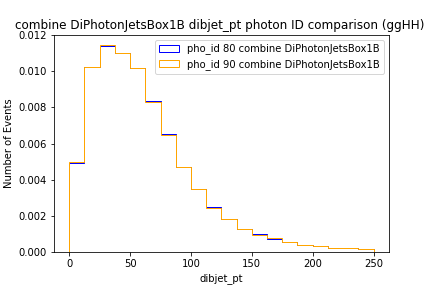 combine DiPhotonJetsBox1B dibjet_pt photon ID comparison (ggHH)
pho_id 80 combine DiPhotonJetsBox1B
pho_id 90 combine DiPhotonJetsBox1B
Number of Events
0.012
0.010
0.008
0.006
0.004
0.002
0.000
0 50 100 150 200 250
dibjet_pt